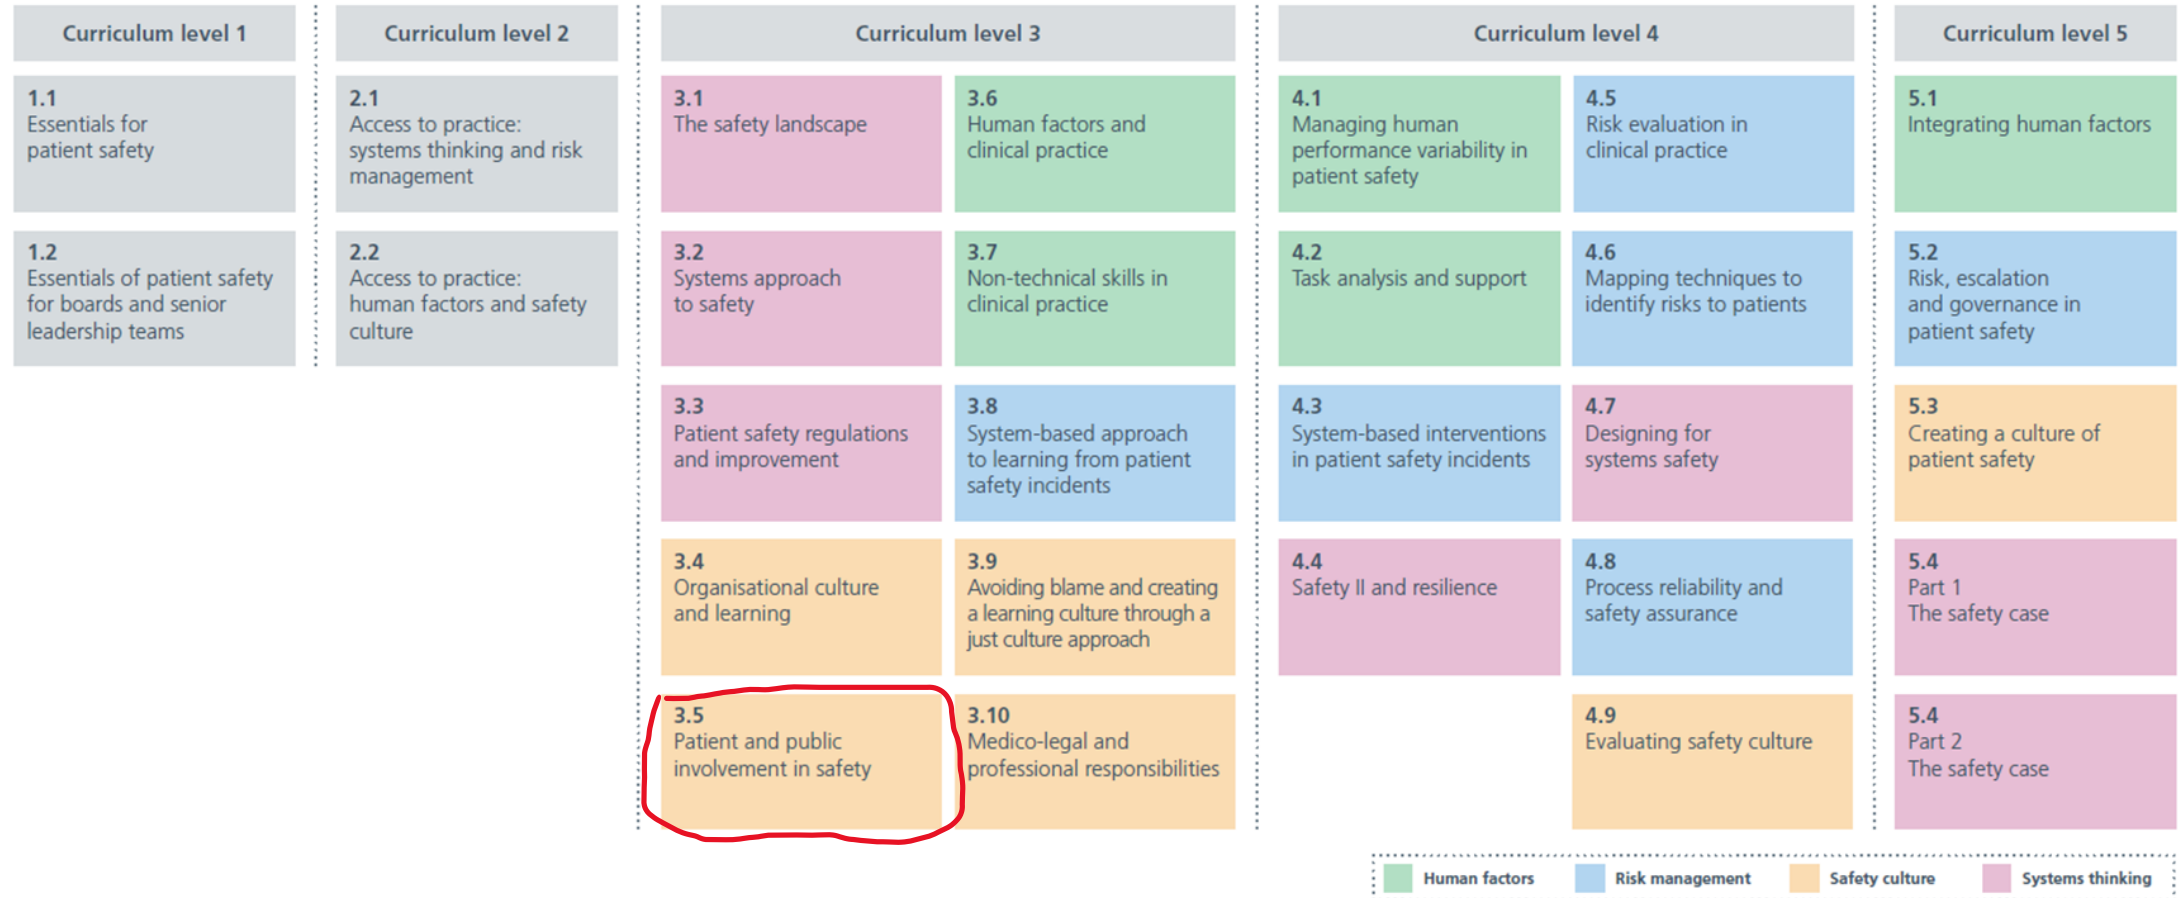 Curriculum level 1
1.1
Essentials for
patient safety
1.2
Essentials of patient safety
for boards and senior
leadership teams
Curriculum level 2
2.1
Access to practice:
systems thinking and risk
management
2.2
Access to practice:
human factors and safety
culture
Curriculum level 3
3.1
The safety landscape
3.2
Systems approach
to safety
3.3
Patient safety regulations
and improvement
3.4
Organisational culture
and learning
3.5
Patient and public
involvement in safety
3.6
Human factors and
clinical practice
3.7
Non-technical skills in
clinical practice
3.8
System-based approach
to learning from patient
safety incidents
3.9
Avoiding blame and creating
a learning culture through a
just culture approach
3.10
Medico-legal and
professional responsibilities
Curriculum level 4
4.1
Managing human
performance variability in
patient safety
4.2
Task analysis and support
4.3
System-based interventions
in patient safety incidents
4.4
Safety II and resilience
4.5
Risk evaluation in
clinical practice
4.6
Mapping techniques to
identify risks to patients
4.7
Designing for
systems safety
4.8
Process reliability and
safety assurance
4.9
Evaluating safety culture
Curriculum level 5
5.1
Integrating human factors
5.2
Risk, escalation
and governance in
patient safety
5.3
Creating a culture of
patient safety
5.4
Part 1
The safety case
5.4
Part 2
The safety case
Human factors
Risk management
Safety culture
Systems thinking